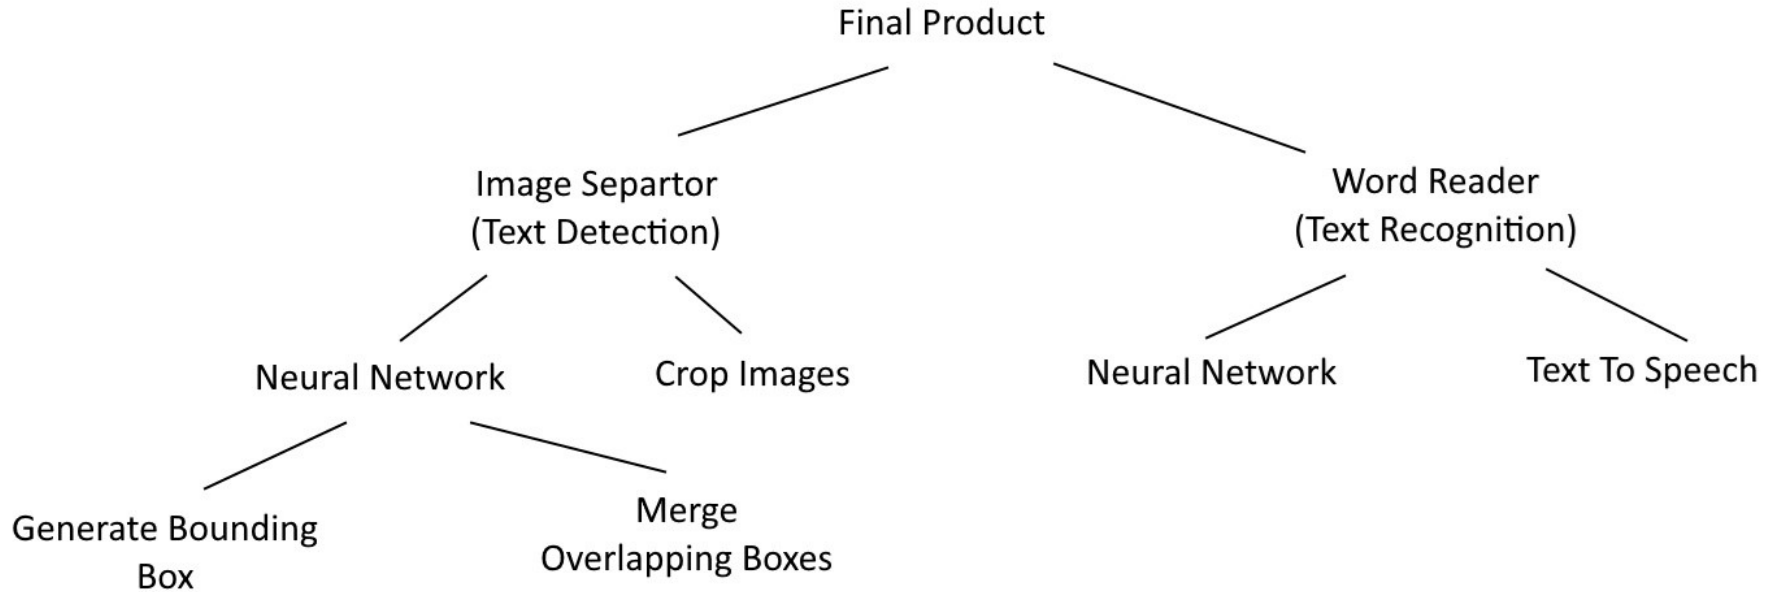 Final Product
Image Separtor
(Text Detection)
Word Reader
(Text Recognition)
Neural Network
Crop Images
Neural Network
Text To Speech
Generate Bounding
Box
Merge
Overlapping Boxes